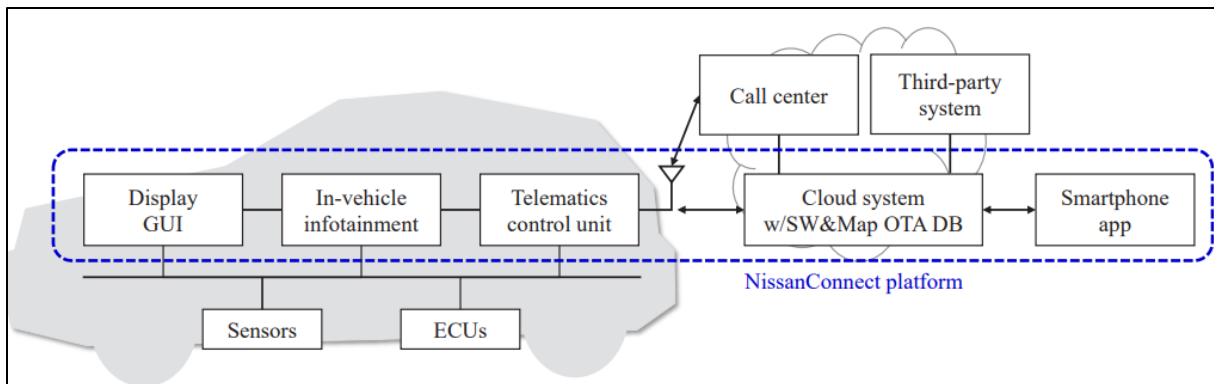 Call center
Third-party
system
Display
GUI
In-vehicle
infotainment
Telematics
control unit
Cloud system
w/SW&Map OTA DB
Smartphone
app
NissanConnect platform
Sensors
ECUs